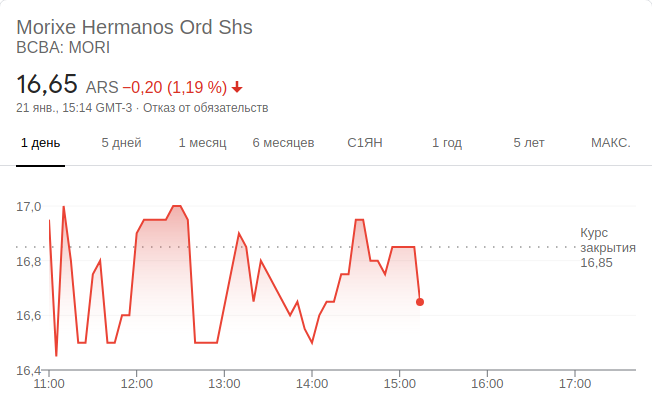 Morixe Hermanos Ord Shs
BCBA: MORI
16,65 ARS −0,20 (1,19 %)
21 янв., 15:14 GMT-3 · Отказ от обязательств
1 день 5 дней 1 месяц 6 месяцев С1ЯН 1 год 5 лет МАКС.
17,0
Курс
закрытия
16,85
16,8
16,6
16,4
11:00 12:00 13:00 14:00 15:00 16:00 17:00